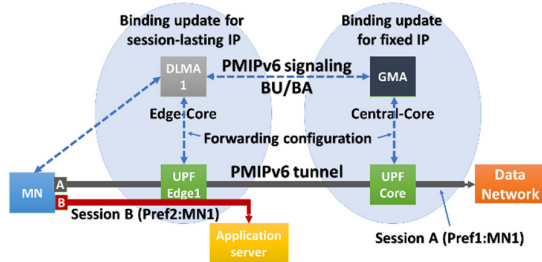 Binding update for
session-lasting IP
Binding update
for fixed IP
DLMA
1
PMIPv6 signaling
BU/BA
GMA
Edge-Core
Central-Core
Forwarding configuration
MN
A
B
UPF
Edge1
PMIPv6 tunnel
UPF
Core
Data
Network
Session B (Pref2:MN1)
Application
server
Session A (Pref1:MN1)